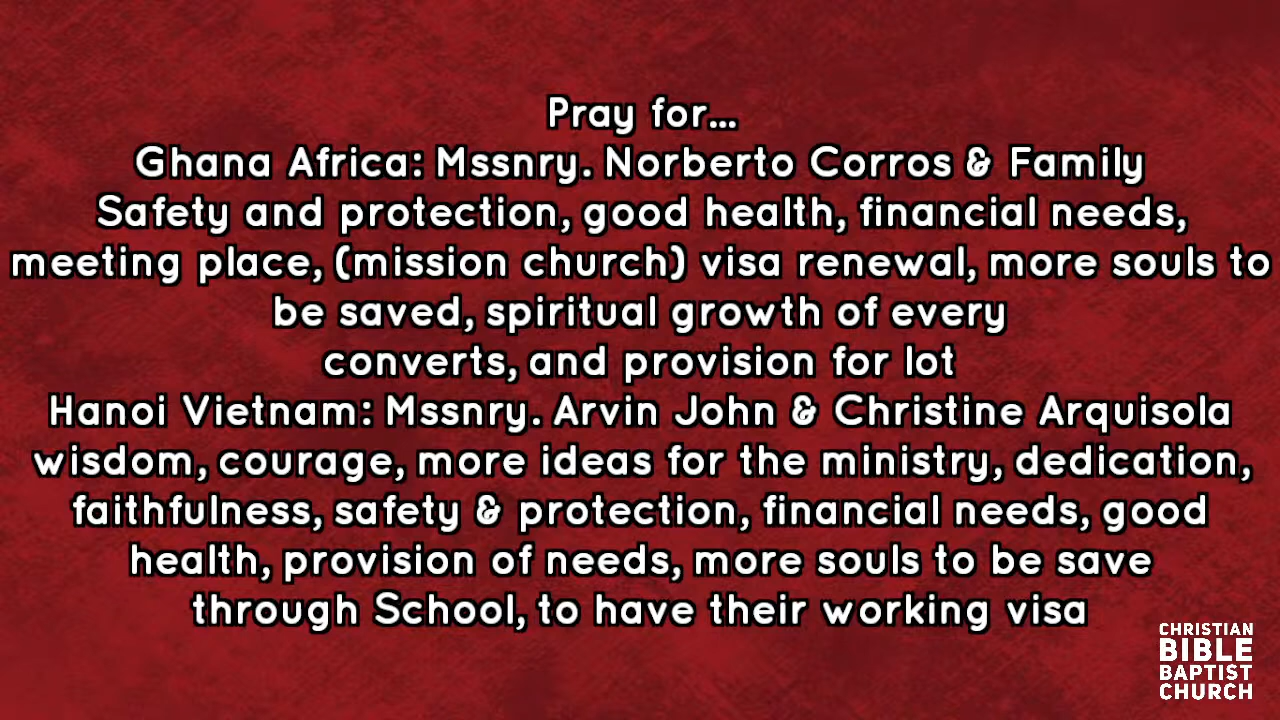 Pray for...
Ghana Africa: Mssnry. Norberto Corros & Family
Safety and protection, good health, financial needs,
meeting place, (mission church) visa renewal, more souls to
be saved, spiritual growth of every
converts, and provision for lot
Hanoi Vietnam: Mssnry. Arvin John & Christine Arquisola
wisdom, courage, more ideas for the ministry, dedication,
faithfulness, safety & protection, financial needs, good
health, provision of needs, more souls to be save
through School, to have their working visa
CHRISTIAN
BIBLE
BAPTIST
CHURCH